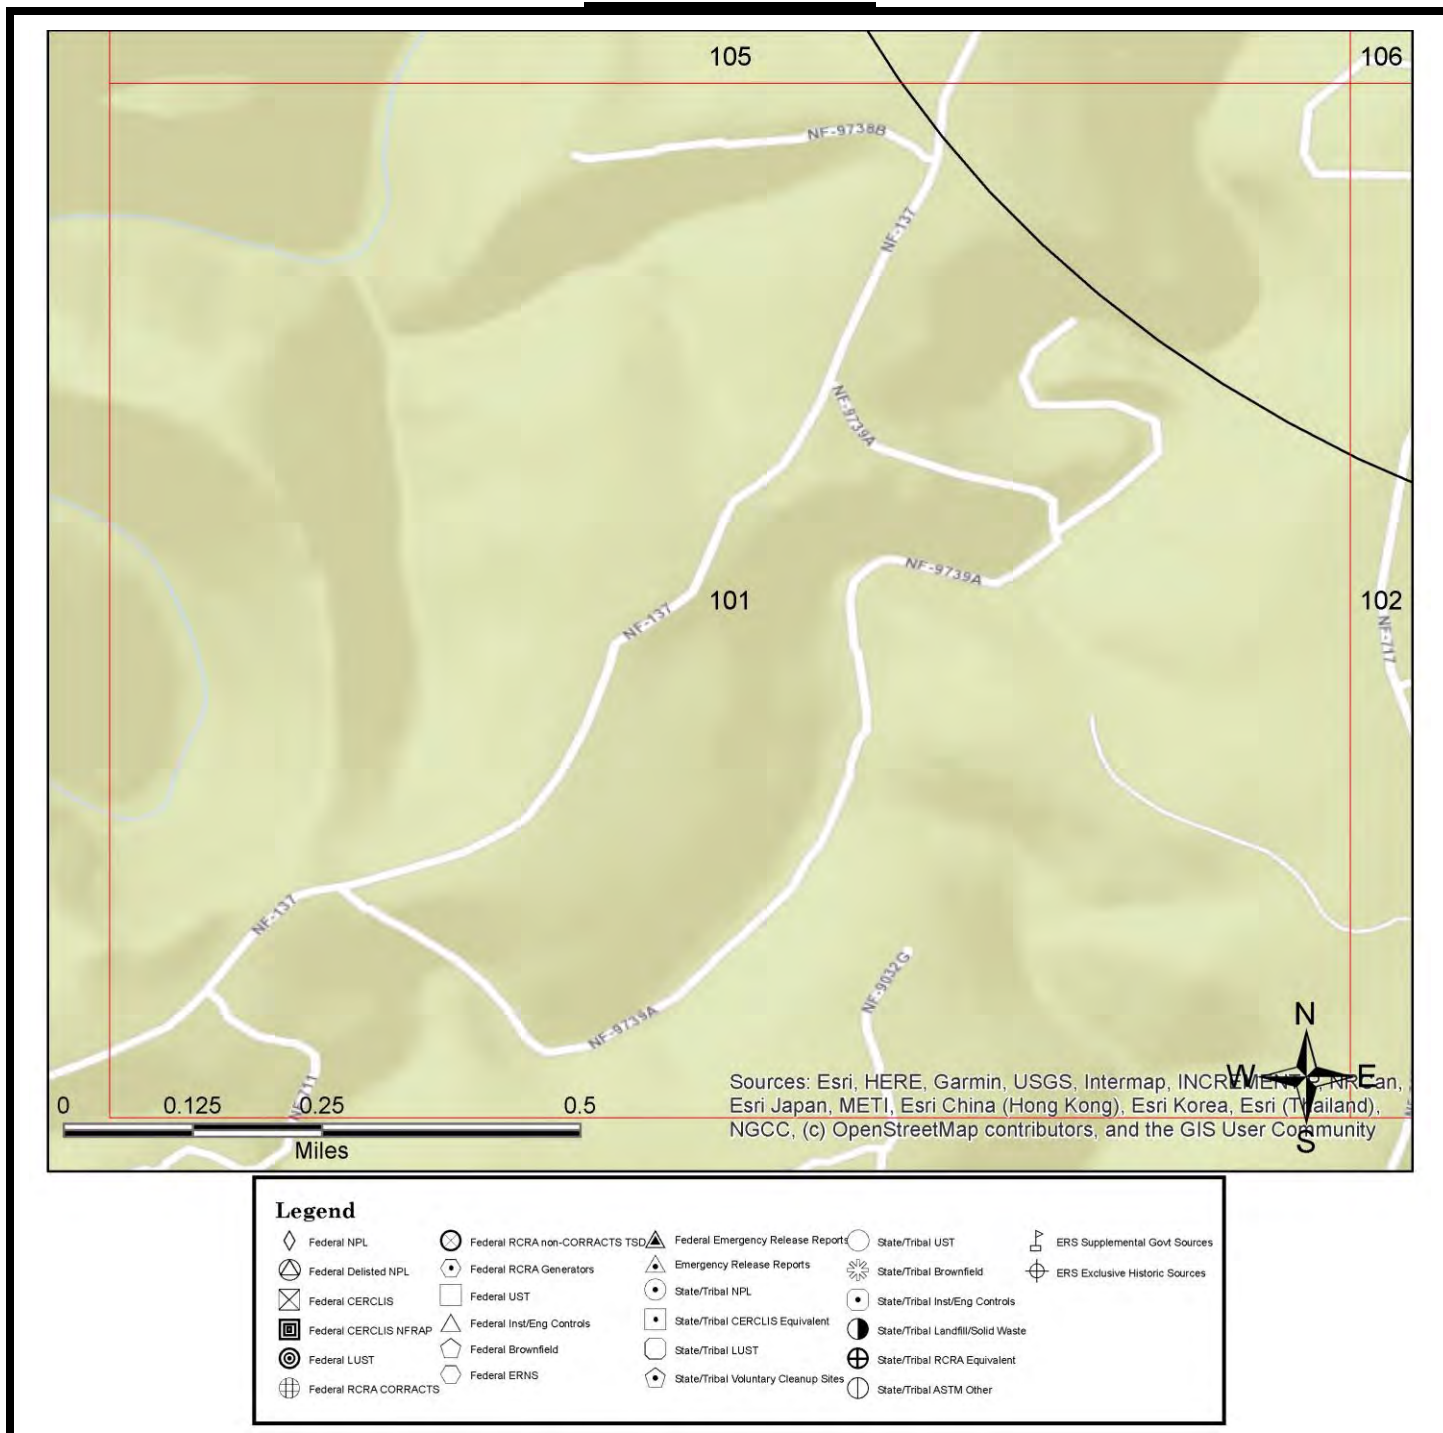 105
106
NF-9738B
NF-137
NF-9739A
NF-9739A
101
102
NF-137
NF-717
NF-137
NF-9032G
NF-9739A
NF-711
N
W E
S
0 0.125 0.25 0.5
Miles
Sources: Esri, HERE, Garmin, USGS, Intermap, INCREMENT P, NRCan,
Esri Japan, METI, Esri China (Hong Kong), Esri Korea, Esri (Thailand),
NGCC, (c) OpenStreetMap contributors, and the GIS User Community
Legend
Federal NPL
Federal Delisted NPL
Federal CERCLIS
Federal CERCLIS NFRAP
Federal LUST
Federal RCRA CORRACTS
Federal RCRA non-CORRACTS TSD
Federal RCRA Generators
Federal UST
Federal Inst/Eng Controls
Federal Brownfield
Federal ERNS
Federal Emergency Release Reports
Emergency Release Reports
State/Tribal NPL
State/Tribal CERCLIS Equivalent
State/Tribal LUST
State/Tribal Voluntary Cleanup Sites
State/Tribal UST
State/Tribal Brownfield
State/Tribal Inst/Eng Controls
State/Tribal Landfill/Solid Waste
State/Tribal RCRA Equivalent
State/Tribal ASTM Other
ERS Supplemental Govt Sources
ERS Exclusive Historic Sources